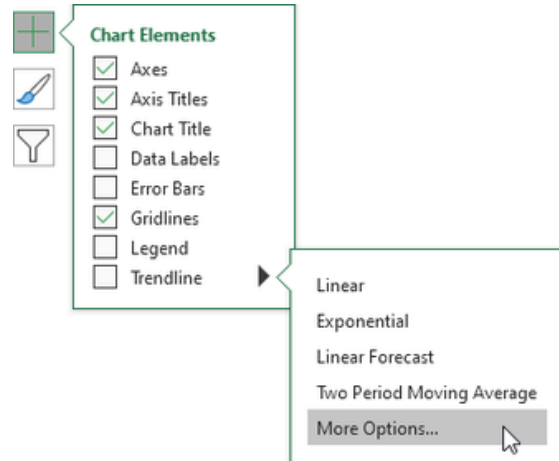 Chart Elements
Axes
Axis Titles
Chart Title
Data Labels
Error Bars
Gridlines
Legend
Trendline
Linear
Exponential
Linear Forecast
Two Period Moving Average
More Options...